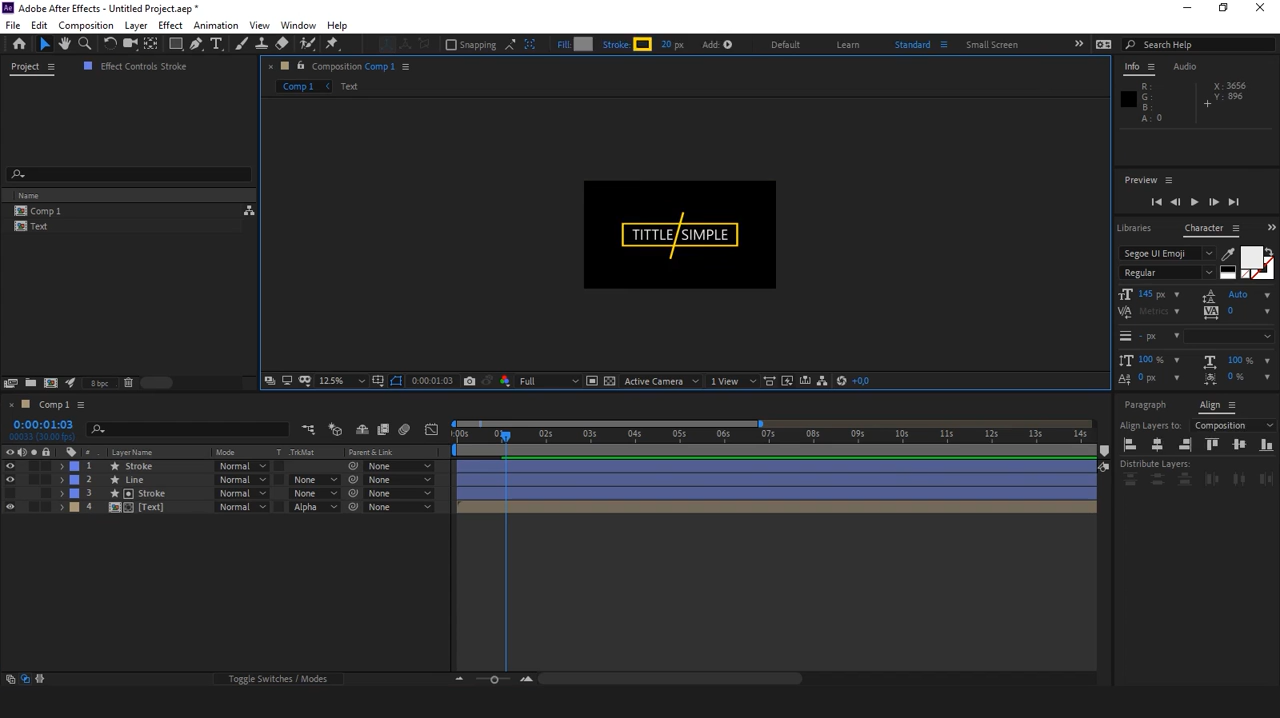 Adobe After Effects - Untitled Project.aep *
File Edit Composition Layer Effect Animation View Window Help
Snapping Fill: Stroke: 20 px Add: Default Learn Standard Small Screen Search Help
Project Effect Controls Stroke
Composition Comp 1
Info Audio
Comp 1 Text
R : X : 3656
G : Y : 896
B :
A : 0
Preview
Name
Comp 1
Text
TITTLE SIMPLE
Libraries Character
Segoe UI Emoji
Regular
145 px Auto
Metrics 0
- px
100 % 100 %
0 px 0 %
8 bpc
12.5% 0:00:01:03 Full Active Camera 1 View +0,0
Comp 1
Paragraph Align
0:00:01:03
00033 (30.00 fps)
Align Layers to: Composition
:00s 01s 02s 03s 04s 05s 06s 07s 08s 09s 10s 11s 12s 13s 14s
# Layer Name Mode T .TrkMat Parent & Link
Distribute Layers:
1 Stroke Normal None
2 Line Normal None None
3 Stroke Normal None None
4 [Text] Normal Alpha None
Toggle Switches / Modes